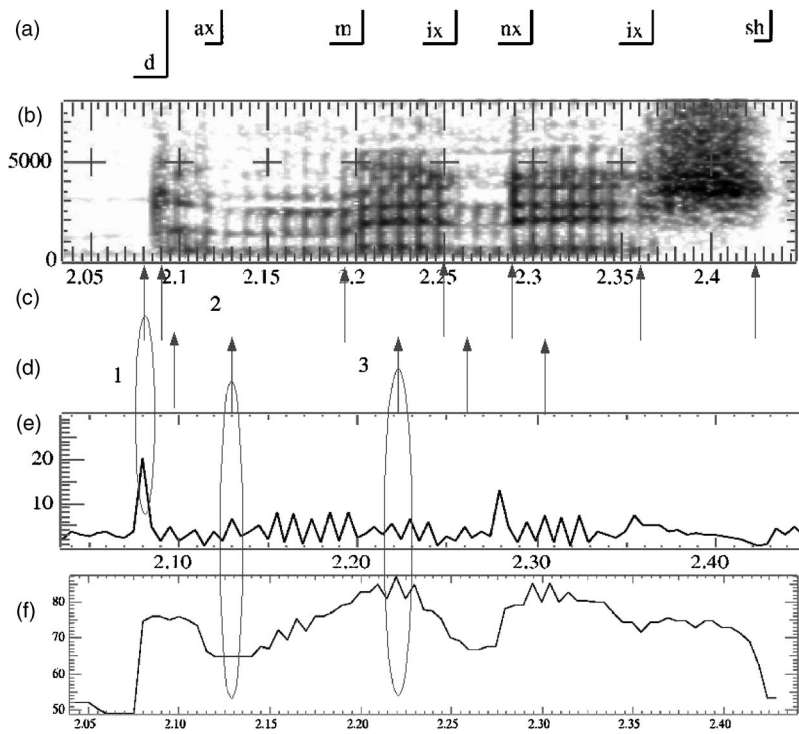 (a) ax m ix nx ix sh
d
(b)
5000
0
2.05 2.1 2.15 2.2 2.25 2.3 2.35 2.4
(c) 2
(d) 1 3
(e)
20
10
2.10 2.20 2.30 2.40
(f) 80
75
65
50
2.05 2.10 2.15 2.20 2.25 2.30 2.35 2.40